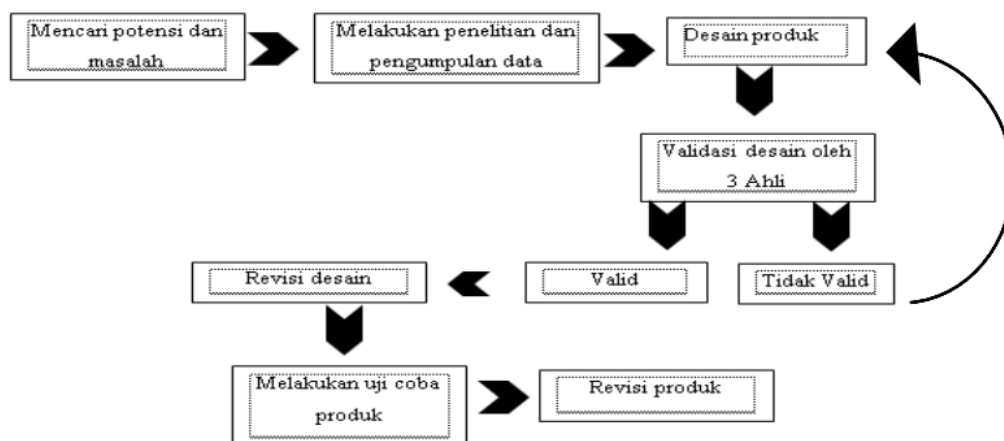 Mencari potensi dan
masalah
Melakukan penelitian dan
pengumpulan data
Desain produk
Validasi desain oleh
3 Ahli
Valid
Tidak Valid
Revisi desain
Melakukan uji coba
produk
Revisi produk